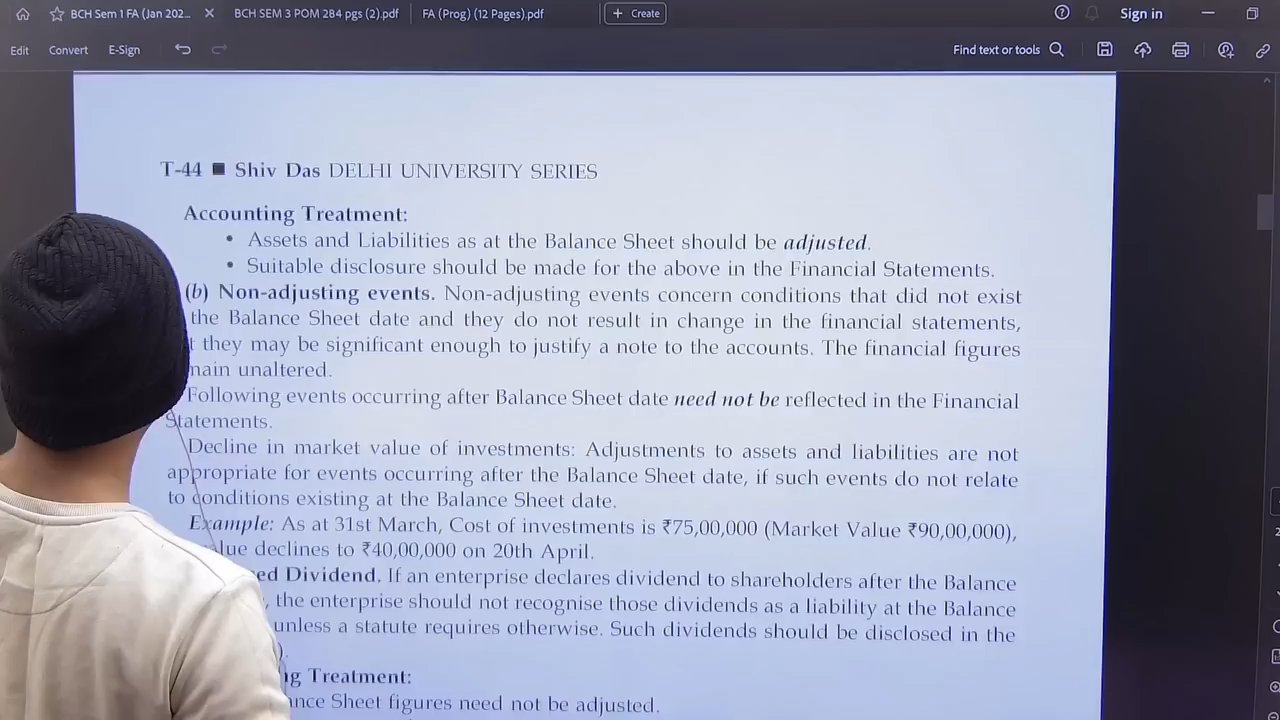 BCH SEM 1 FA (Jan 202... BCH SEM 3 POM 284 pgs (2).pdf FA (Prog) (12 Pages).pdf + Create Sign in
Edit Convert E-Sign Find text or tools
T-44 ■ Shiv Das DELHI UNIVERSITY SERIES
Accounting Treatment:
• Assets and Liabilities as at the Balance Sheet should be adjusted.
• Suitable disclosure should be made for the above in the Financial Statements.
(b) Non-adjusting events. Non-adjusting events concern conditions that did not exist
the Balance Sheet date and they do not result in change in the financial statements,
t they may be significant enough to justify a note to the accounts. The financial figures
main unaltered.
Following events occurring after Balance Sheet date need not be reflected in the Financial
Statements.
Decline in market value of investments: Adjustments to assets and liabilities are not
appropriate for events occurring after the Balance Sheet date, if such events do not relate
to conditions existing at the Balance Sheet date.
Example: As at 31st March, Cost of investments is ₹75,00,000 (Market Value ₹90,00,000),
alue declines to ₹40,00,000 on 20th April.
ed Dividend. If an enterprise declares dividend to shareholders after the Balance
, the enterprise should not recognise those dividends as a liability at the Balance
unless a statute requires otherwise. Such dividends should be disclosed in the
).
ng Treatment:
ance Sheet figures need not be adjusted.